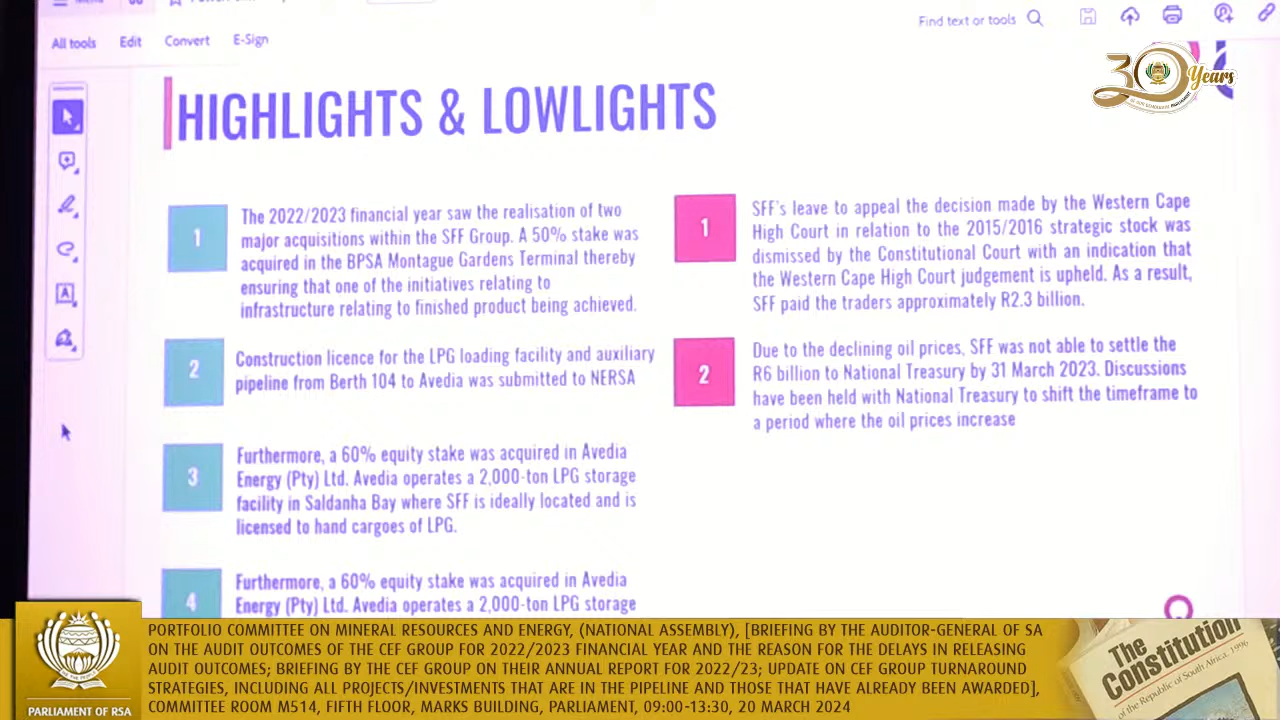 Find text or tools
All tools
Edit
Convert
E-Sign
30 Years
HIGHLIGHTS & LOWLIGHTS
1
The 2022/2023 financial year saw the realisation of two
major acquisitions within the SFF Group. A 50% stake was
acquired in the BPSA Montague Gardens Terminal thereby
ensuring that one of the initiatives relating to
infrastructure relating to finished product being achieved.
2
Construction licence for the LPG loading facility and auxiliary
pipeline from Berth 104 to Avedia was submitted to NERSA
3
Furthermore, a 60% equity stake was acquired in Avedia
Energy (Pty) Ltd. Avedia operates a 2,000-ton LPG storage
facility in Saldanha Bay where SFF is ideally located and is
licensed to hand cargoes of LPG.
4
Furthermore, a 60% equity stake was acquired in Avedia
Energy (Pty) Ltd. Avedia operates a 2,000-ton LPG storage
1
SFF's leave to appeal the decision made by the Western Cape
High Court in relation to the 2015/2016 strategic stock was
dismissed by the Constitutional Court with an indication that
the Western Cape High Court judgement is upheld. As a result,
SFF paid the traders approximately R2.3 billion.
2
Due to the declining oil prices, SFF was not able to settle the
R6 billion to National Treasury by 31 March 2023. Discussions
have been held with National Treasury to shift the timeframe to
a period where the oil prices increase
PORTFOLIO COMMITTEE ON MINERAL RESOURCES AND ENERGY, (NATIONAL ASSEMBLY), [BRIEFING BY THE AUDITOR-GENERAL OF SA
ON THE AUDIT OUTCOMES OF THE CEF GROUP FOR 2022/2023 FINANCIAL YEAR AND THE REASON FOR THE DELAYS IN RELEASING
AUDIT OUTCOMES; BRIEFING BY THE CEF GROUP ON THEIR ANNUAL REPORT FOR 2022/23; UPDATE ON CEF GROUP TURNAROUND
STRATEGIES, INCLUDING ALL PROJECTS/INVESTMENTS THAT ARE IN THE PIPELINE AND THOSE THAT HAVE ALREADY BEEN AWARDED],
COMMITTEE ROOM M514, FIFTH FLOOR, MARKS BUILDING, PARLIAMENT, 09:00-13:30, 20 MARCH 2024
PARLIAMENT OF RSA
The
Constitution
of the Republic of South Africa, 1996